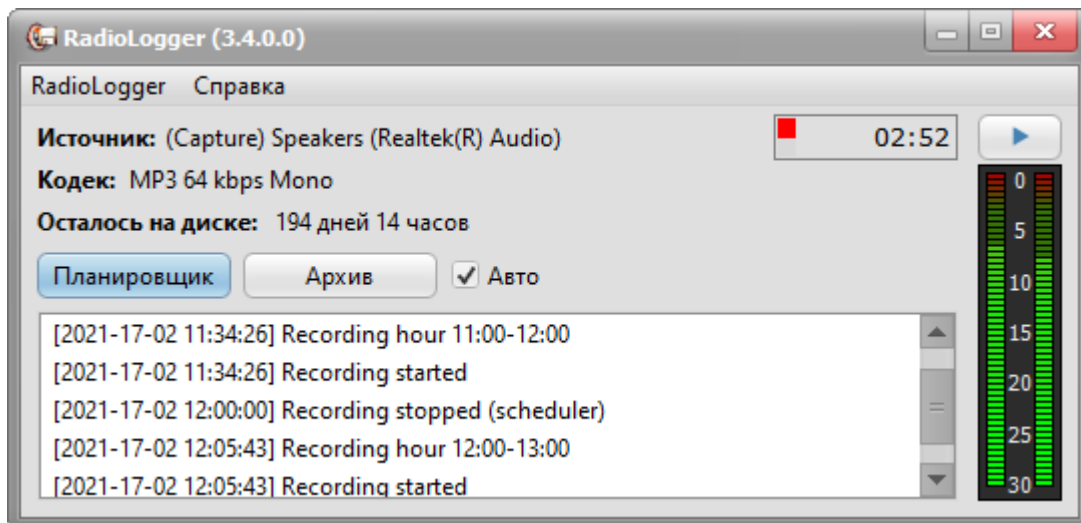 RadioLogger (3.4.0.0)
RadioLogger Справка
Источник: (Capture) Speakers (Realtek(R) Audio)
02:52
Кодек: MP3 64 kbps Mono
Осталось на диске: 194 дней 14 часов
Планировщик Архив Авто
[2021-17-02 11:34:26] Recording hour 11:00-12:00
[2021-17-02 11:34:26] Recording started
[2021-17-02 12:00:00] Recording stopped (scheduler)
[2021-17-02 12:05:43] Recording hour 12:00-13:00
[2021-17-02 12:05:43] Recording started
0
5
10
15
20
25
30